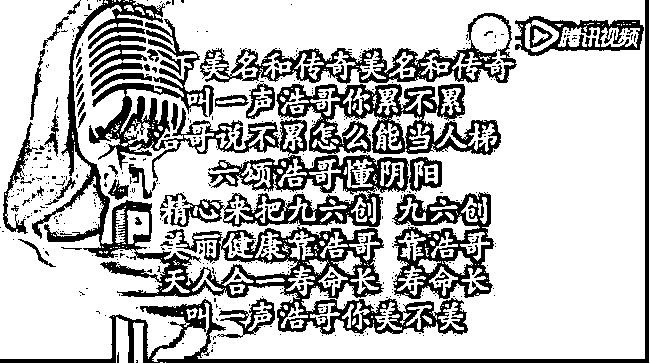 腾讯视频
下美名和传奇美名和传奇
叫一声浩哥你累不累
浩哥说不累怎么能当人梯
六颂浩哥懂阴阳
精心来把九六创 九六创
美丽健康靠浩哥 靠浩哥
天人合一寿命长 寿命长
叫一声浩哥你美不美